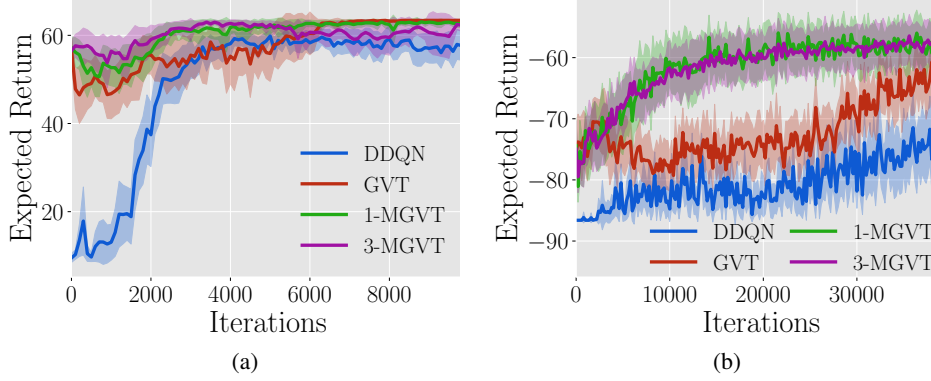 Expected Return
60
40
20
DDQN
GVT
1-MGVT
3-MGVT
0 2000 4000 6000 8000
Iterations
(a)
Expected Return
−60
−70
−80
−90
DDQN 1-MGVT
GVT 3-MGVT
0 10000 20000 30000
Iterations
(b)